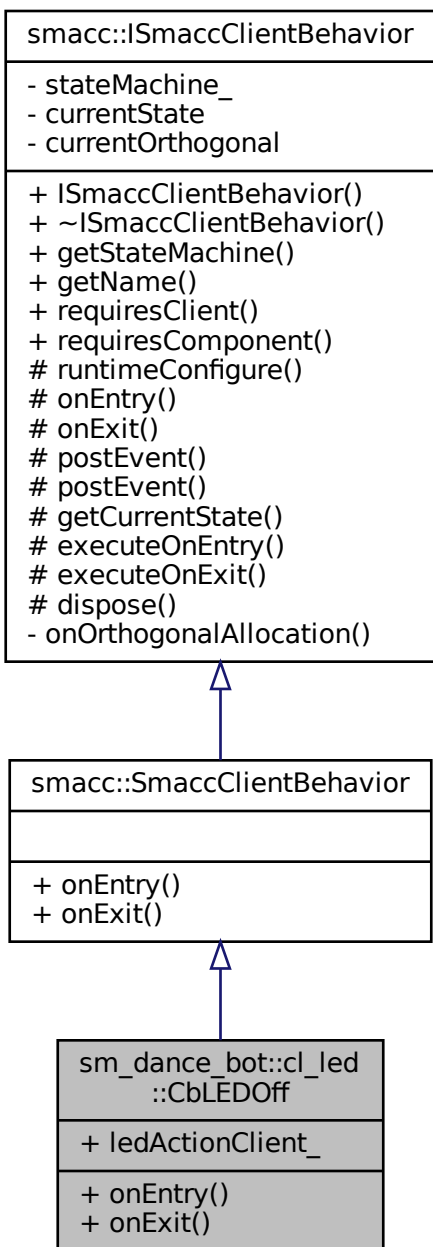 smacc::ISmaccClientBehavior
- stateMachine_
- currentState
- currentOrthogonal
+ ISmaccClientBehavior()
+ ~ISmaccClientBehavior()
+ getStateMachine()
+ getName()
+ requiresClient()
+ requiresComponent()
# runtimeConfigure()
# onEntry()
# onExit()
# postEvent()
# postEvent()
# getCurrentState()
# executeOnEntry()
# executeOnExit()
# dispose()
- onOrthogonalAllocation()
smacc::SmaccClientBehavior
+ onEntry()
+ onExit()
sm_dance_bot::cl_led
::CbLEDOff
+ ledActionClient_
+ onEntry()
+ onExit()